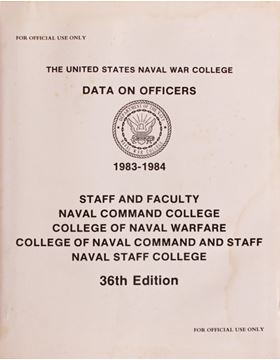 FOR OFFICIAL USE ONLY
THE UNITED STATES NAVAL WAR COLLEGE
DATA ON OFFICERS
1983-1984
STAFF AND FACULTY
NAVAL COMMAND COLLEGE
COLLEGE OF NAVAL WARFARE
COLLEGE OF NAVAL COMMAND AND STAFF
NAVAL STAFF COLLEGE
36th Edition
FOR OFFICIAL USE ONLY